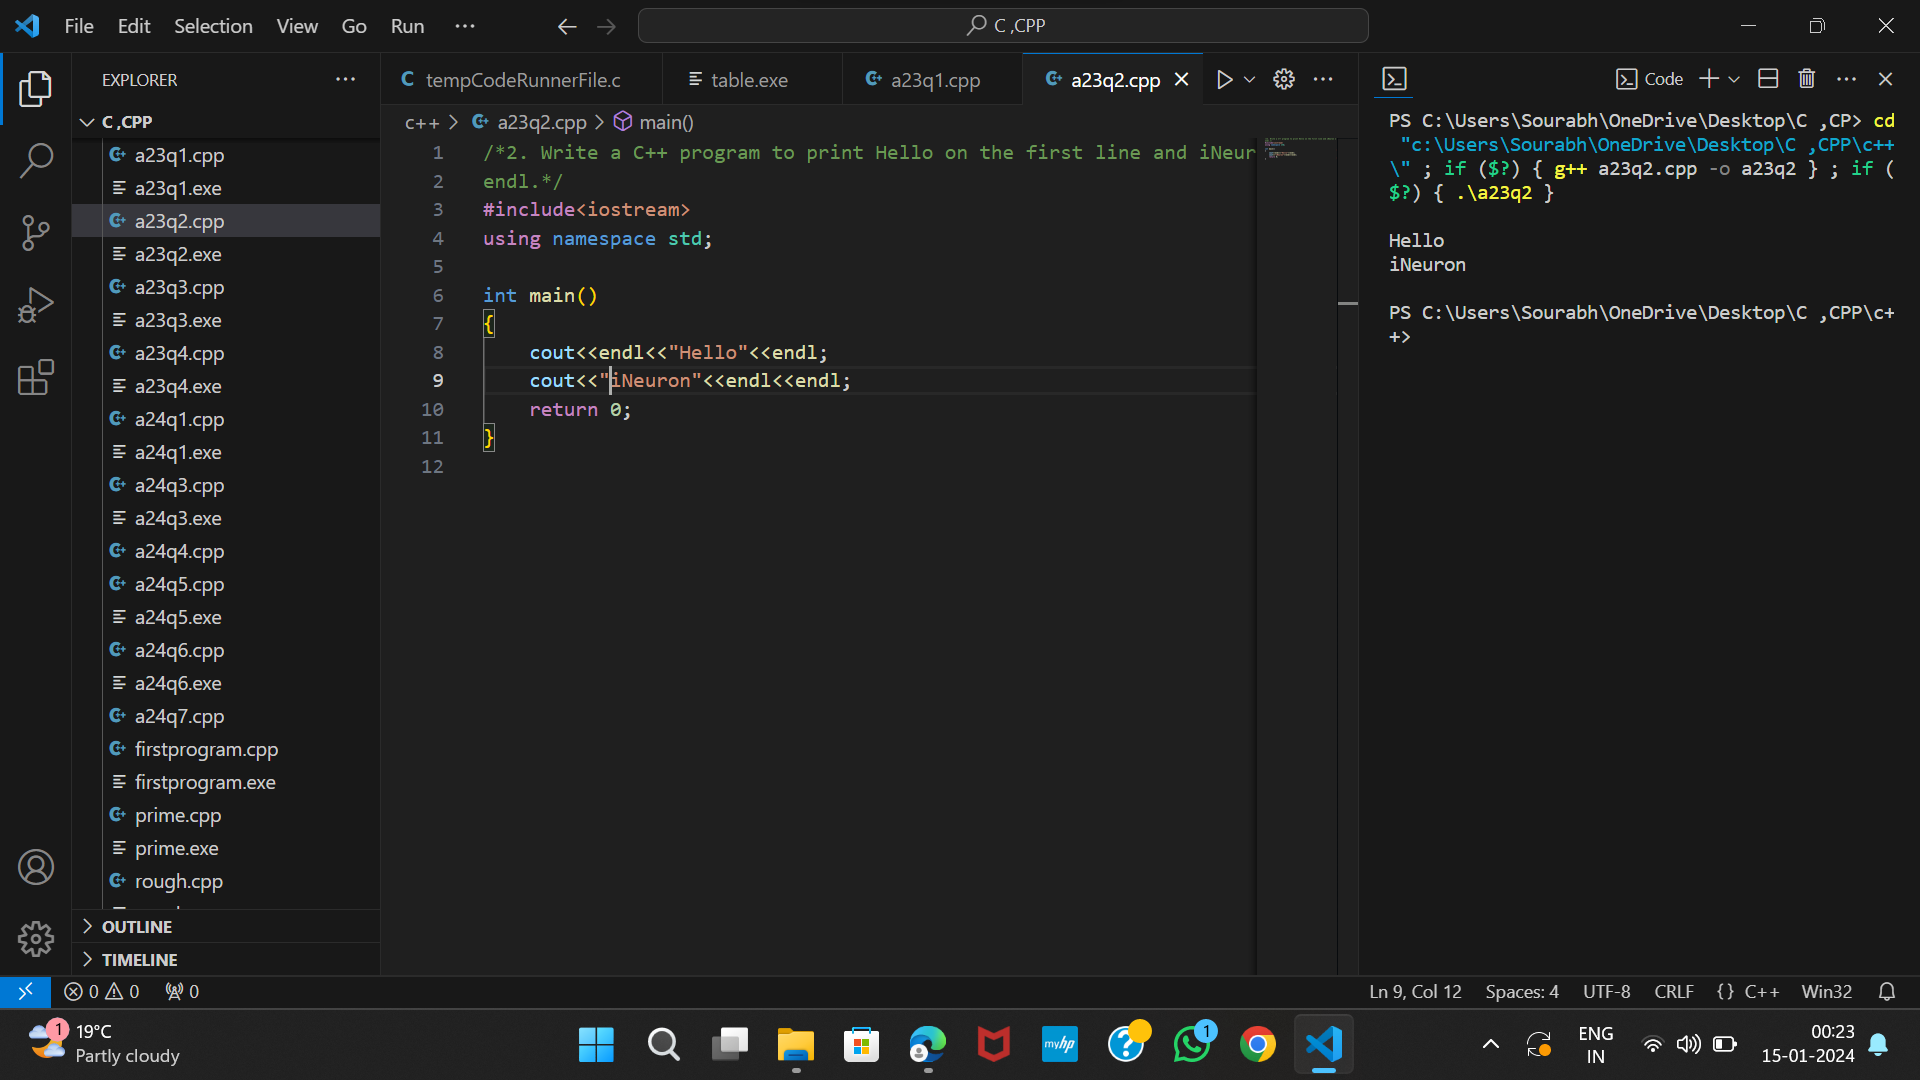 File Edit Selection View Go Run ···
C ,CPP
EXPLORER ···
C ,CPP
a23q1.cpp
a23q1.exe
a23q2.cpp
a23q2.exe
a23q3.cpp
a23q3.exe
a23q4.cpp
a23q4.exe
a24q1.cpp
a24q1.exe
a24q3.cpp
a24q3.exe
a24q4.cpp
a24q5.cpp
a24q5.exe
a24q6.cpp
a24q6.exe
a24q7.cpp
firstprogram.cpp
firstprogram.exe
prime.cpp
prime.exe
rough.cpp
OUTLINE
TIMELINE
tempCodeRunnerFile.c table.exe a23q1.cpp a23q2.cpp
c++ > a23q2.cpp > main()
1 /*2. Write a C++ program to print Hello on the first line and iNeur
2 endl.*/
3 #include<iostream>
4 using namespace std;
5
6 int main()
7 {
8 cout<<endl<<"Hello"<<endl;
9 cout<<"iNeuron"<<endl<<endl;
10 return 0;
11 }
12
Code
PS C:\Users\Sourabh\OneDrive\Desktop\C ,CP> cd
"c:\Users\Sourabh\OneDrive\Desktop\C ,CPP\c++
\" ; if ($?) { g++ a23q2.cpp -o a23q2 } ; if (
$?) { .\a23q2 }
Hello
iNeuron
PS C:\Users\Sourabh\OneDrive\Desktop\C ,CPP\c+
+>
0 0 0
Ln 9, Col 12 Spaces: 4 UTF-8 CRLF {} C++ Win32
1
19°C
Partly cloudy
myhp
1
ENG
IN
00:23
15-01-2024